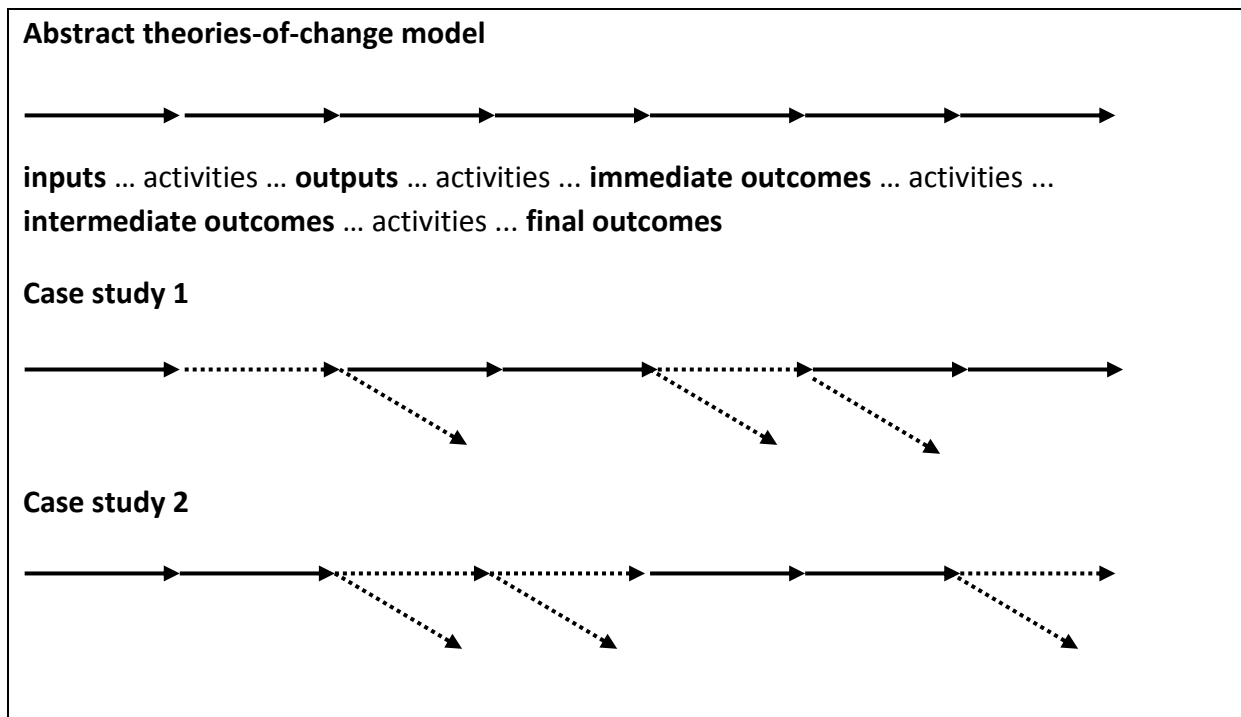 Abstract theories-of-change model
inputs … activities … outputs … activities ... immediate outcomes … activities ...
intermediate outcomes … activities ... final outcomes
Case study 1
Case study 2